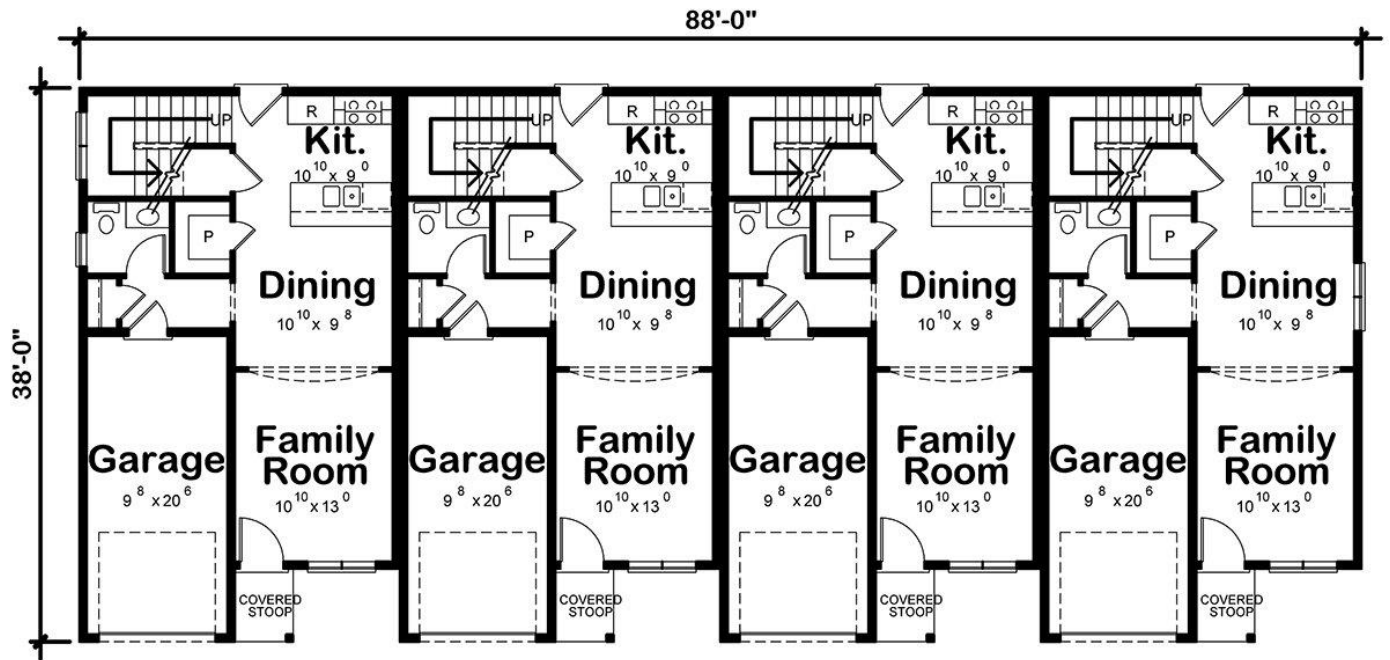 88'-0"
38'-0"
UP R UP R UP R UP R
Kit. Kit. Kit. Kit.
10 10 x 9 0 10 10 x 9 0 10 10 x 9 0 10 10 x 9 0
P P P P
Dining Dining Dining Dining
10 10 x 9 8 10 10 x 9 8 10 10 x 9 8 10 10 x 9 8
Garage Family Room Garage Family Room Garage Family Room Garage Family Room
9 8 x 20 6 10 10 x 13 0 9 8 x 20 6 10 10 x 13 0 9 8 x 20 6 10 10 x 13 0 9 8 x 20 6 10 10 x 13 0
COVERED COVERED COVERED COVERED
STOOP STOOP STOOP STOOP